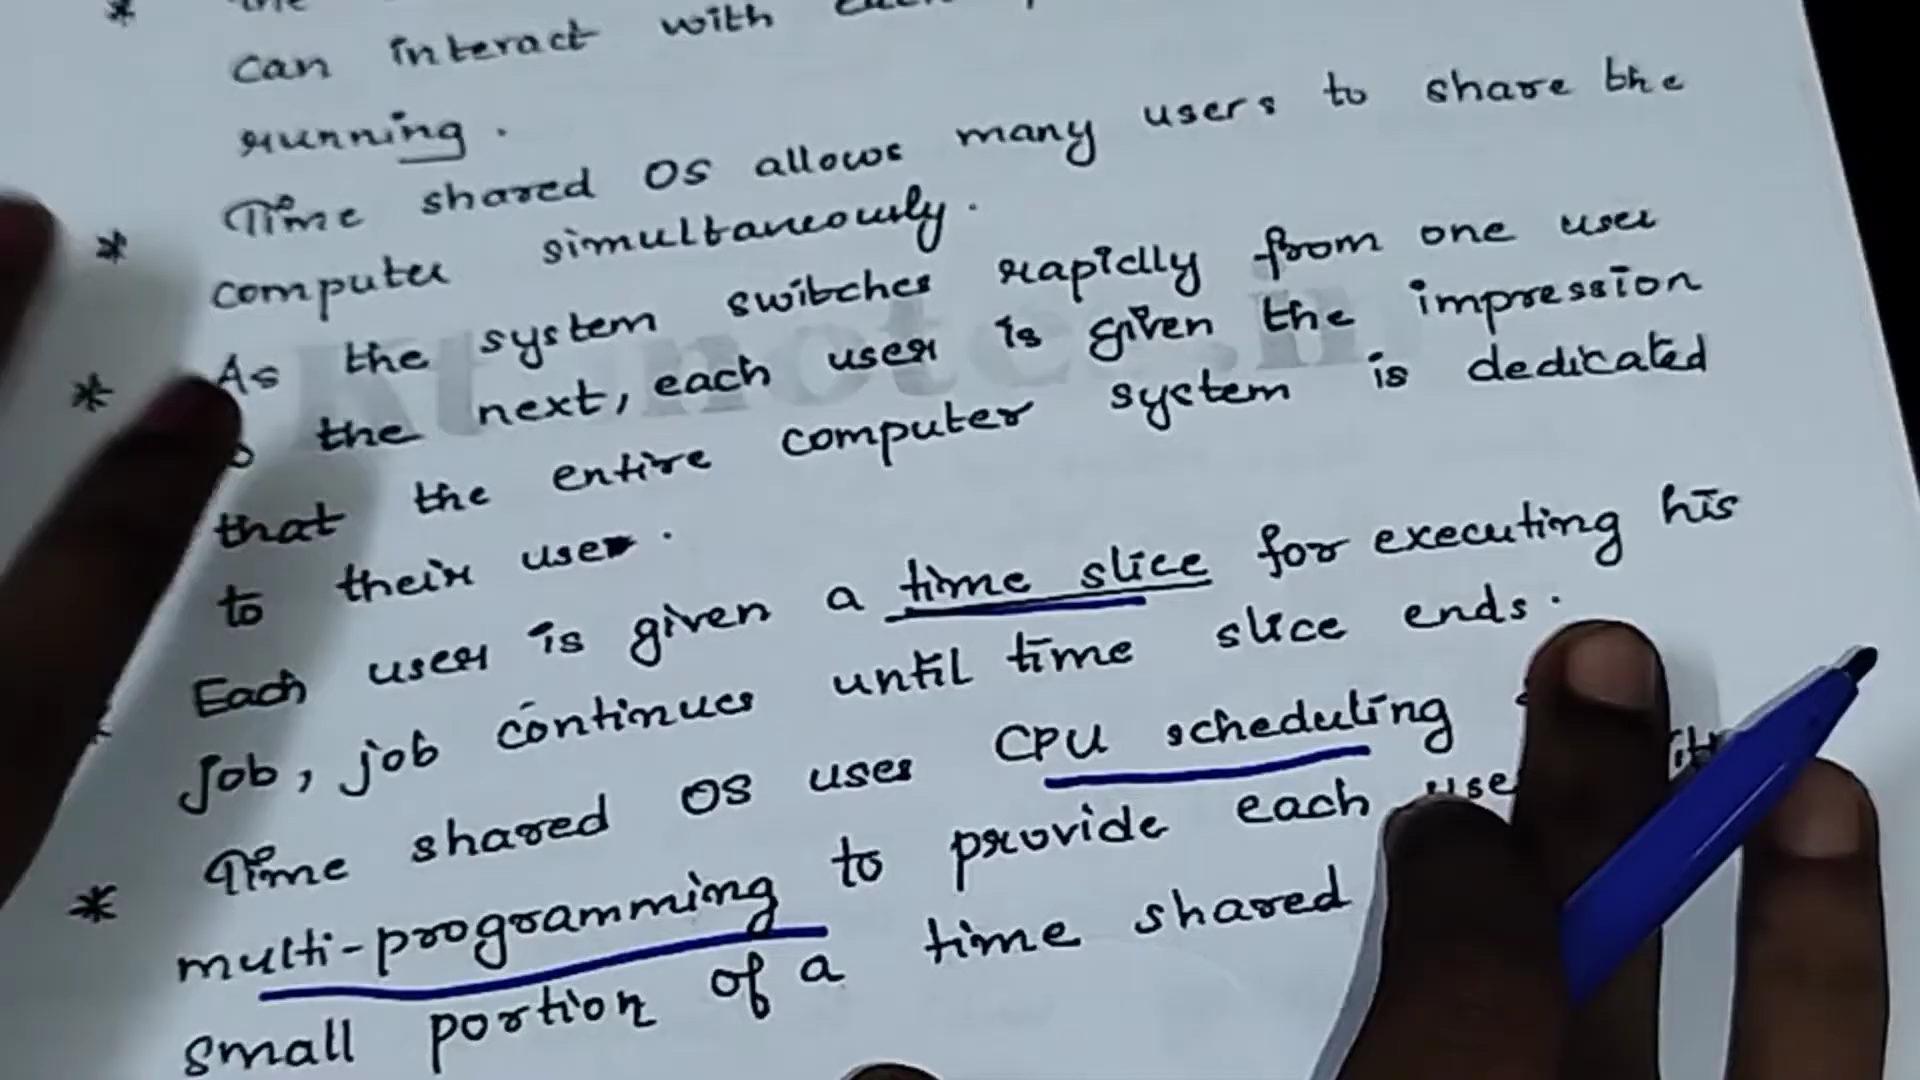 can interact with
running.
* Time shared OS allows many users to share the
computer simultaneously.
* As the system switches rapidly from one user
the next, each user is given the impression
that the entire computer system is dedicated
to their use.
Each user is given a time slice for executing his
job, job continues until time slice ends.
* Time shared OS uses CPU scheduling
multi-programming to provide each
small portion of a time shared